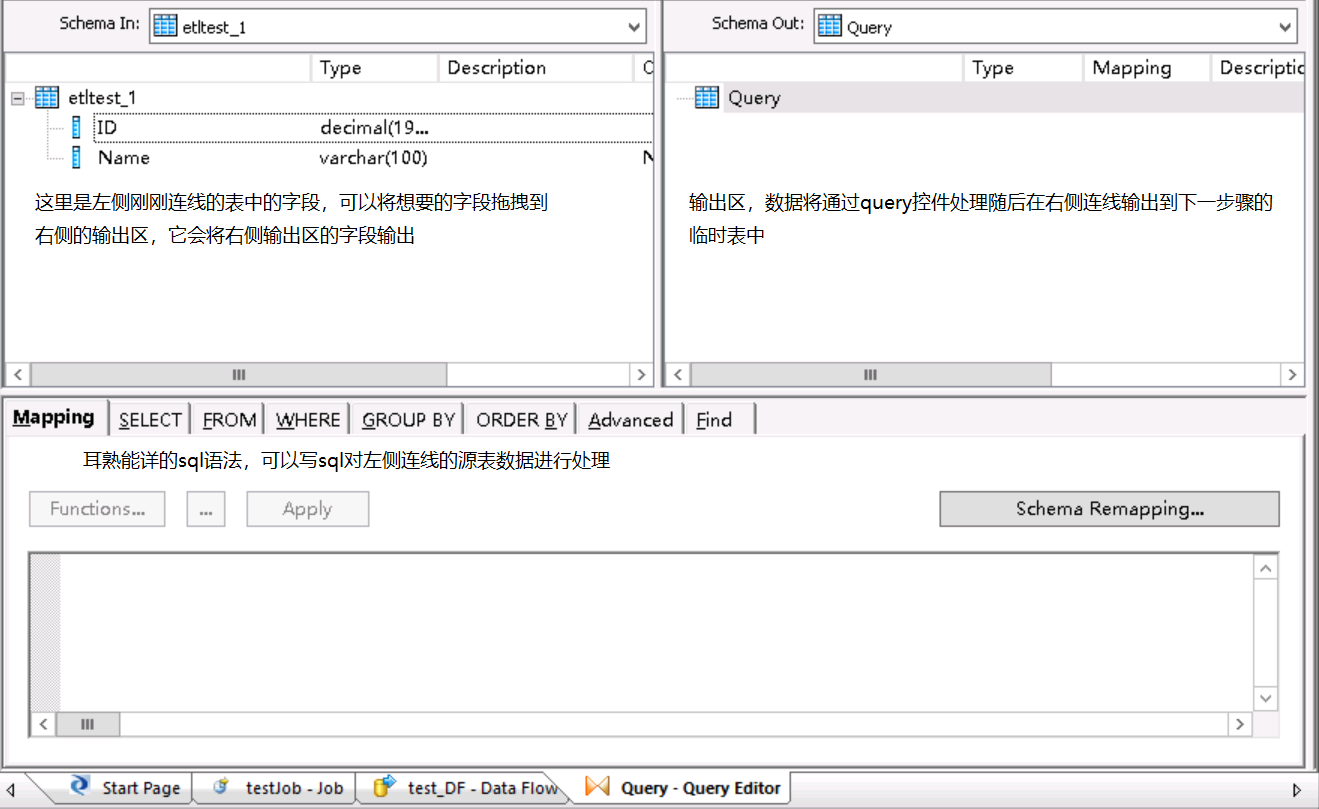 Schema In: etltest_1
Schema Out: Query
Type Description
Type Mapping Descriptic
etltest_1
ID decimal(19...
Name varchar(100) N
Query
这里是左侧刚刚连线的表中的字段，可以将想要的字段拖拽到
右侧的输出区，它会将右侧输出区的字段输出
输出区，数据将通过query控件处理随后在右侧连线输出到下一步骤的
临时表中
Mapping SELECT FROM WHERE GROUP BY ORDER BY Advanced Find
耳熟能详的sql语法，可以写sql对左侧连线的源表数据进行处理
Functions... ... Apply Schema Remapping...
Start Page testJob - Job test_DF - Data Flow Query - Query Editor